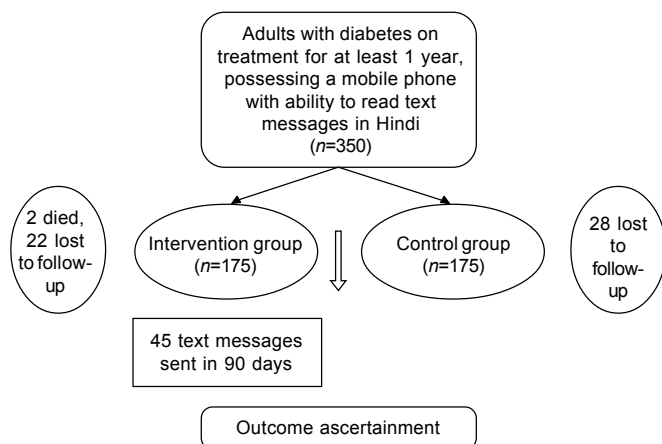 Adults with diabetes on
treatment for at least 1 year,
possessing a mobile phone
with ability to read text
messages in Hindi
(n=350)
2 died,
22 lost
to follow-
up
Intervention group
(n=175)
Control group
(n=175)
28 lost
to
follow-
up
45 text messages
sent in 90 days
Outcome ascertainment